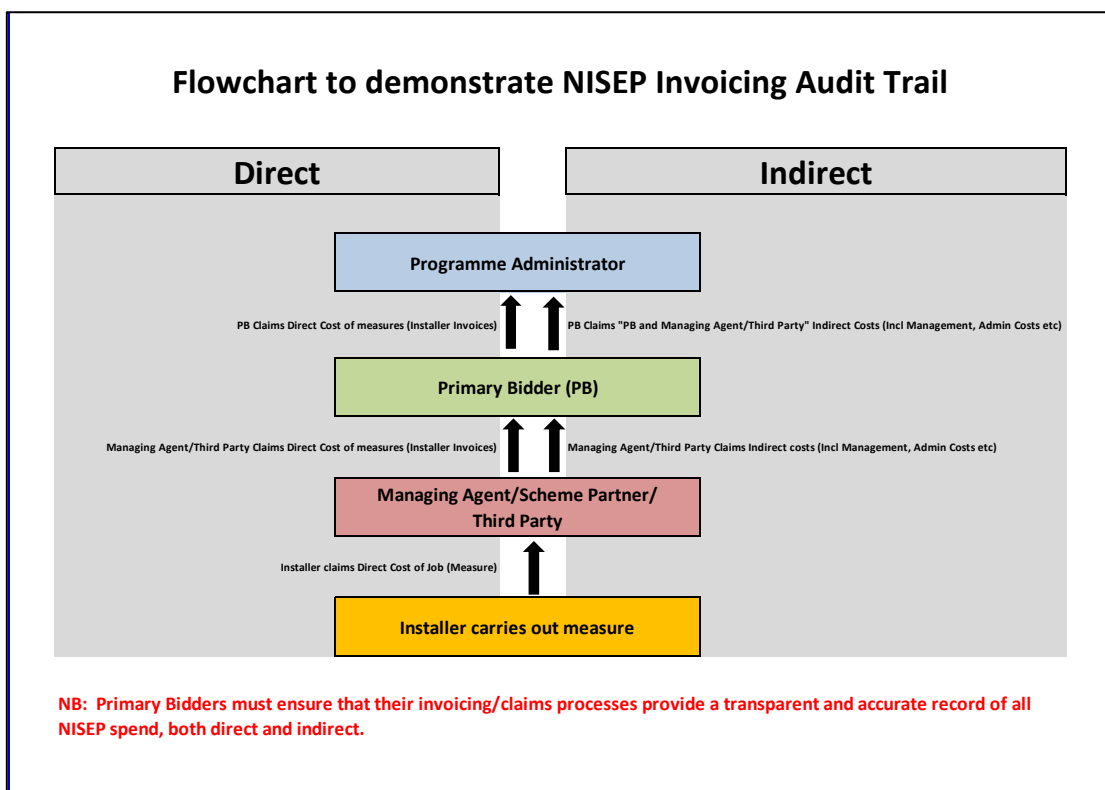 Flowchart to demonstrate NISEP Invoicing Audit Trail
Direct
Indirect
Programme Administrator
PB Claims Direct Cost of measures (Installer Invoices)
PB Claims "PB and Managing Agent/Third Party" Indirect Costs (Incl Management, Admin Costs etc)
Primary Bidder (PB)
Managing Agent/Third Party Claims Direct Cost of measures (Installer Invoices)
Managing Agent/Third Party Claims Indirect costs (Incl Management, Admin Costs etc)
Managing Agent/Scheme Partner/
Third Party
Installer claims Direct Cost of Job (Measure)
Installer carries out measure
NB:  Primary Bidders must ensure that their invoicing/claims processes provide a transparent and accurate record of all
NISEP spend, both direct and indirect.